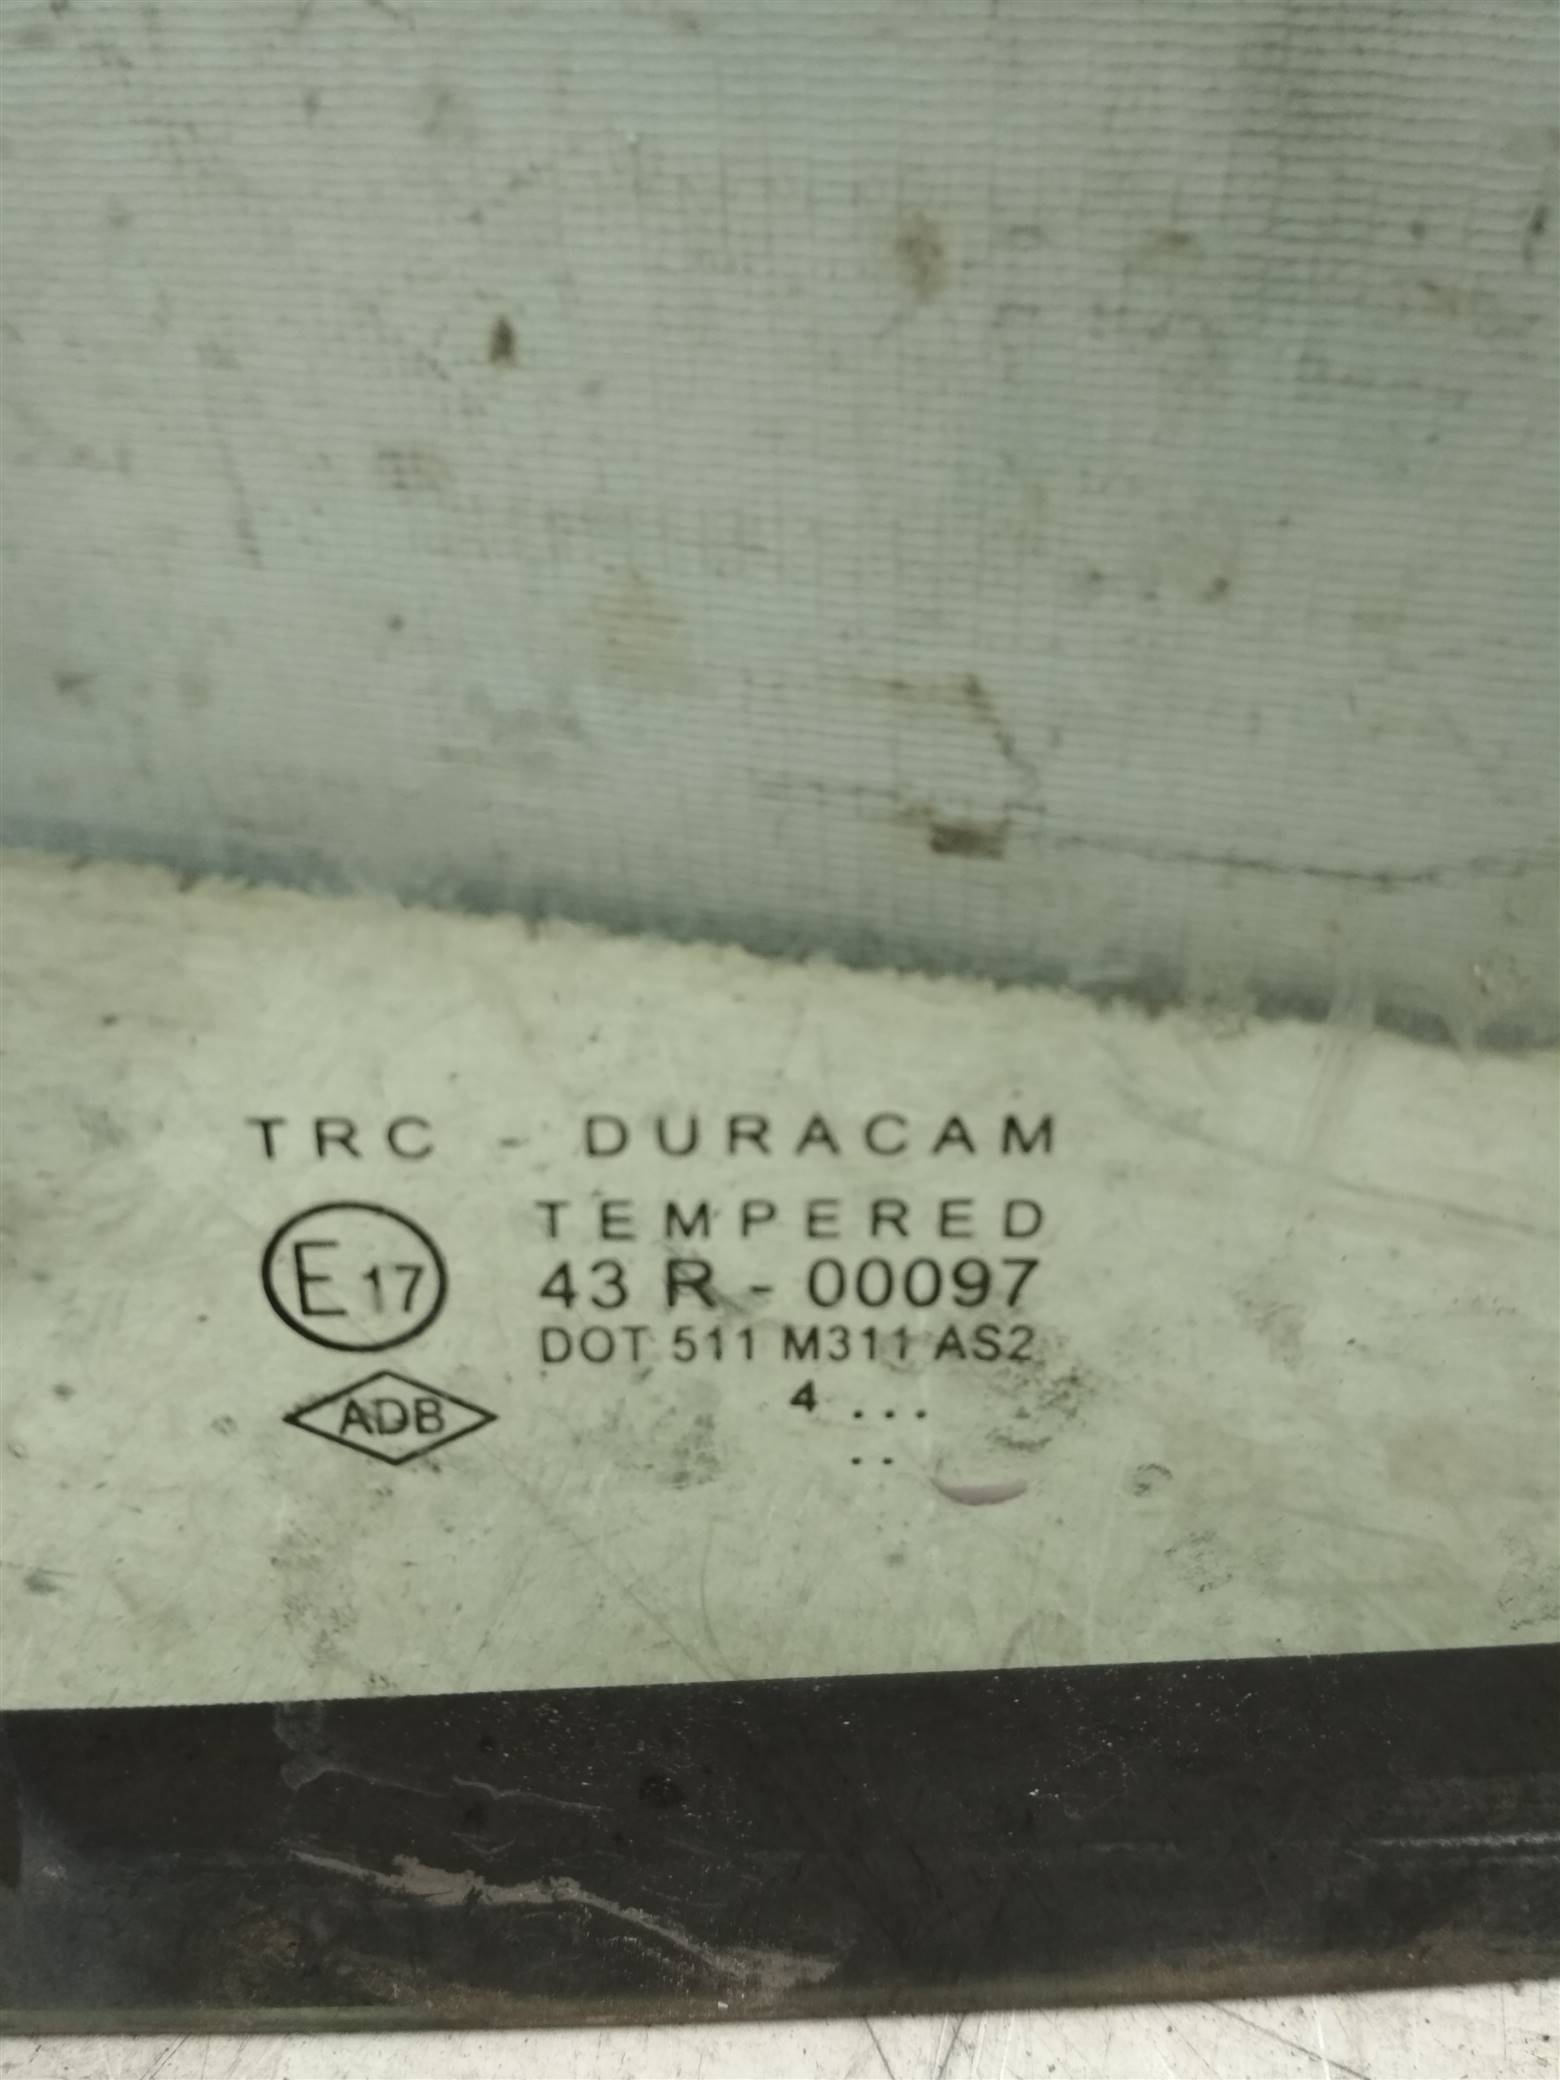 TRC - DURACAM
TEMPERED
E17
43 R - 00097
DOT 511 M311 AS2
ADB
4 ...
..